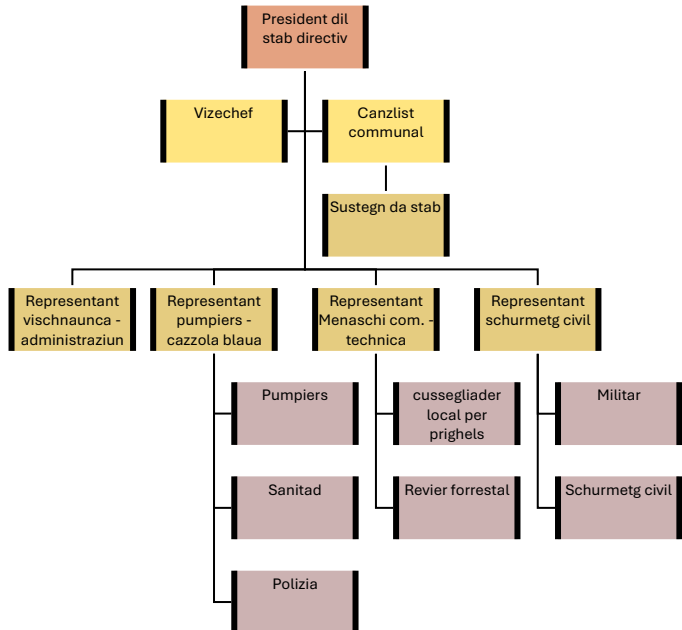 President dil
stab directiv
Vizechef
Canzlist
communal
Sustegn da stab
Representant
vischnaunca -
administraziun
Representant
pumpiers -
cazzola blaua
Representant
Menaschi com. -
technica
Representant
schurmetg civil
Pumpiers
cussegliader
local per
prighels
Militar
Sanitad
Revier forrestal
Schurmetg civil
Polizia